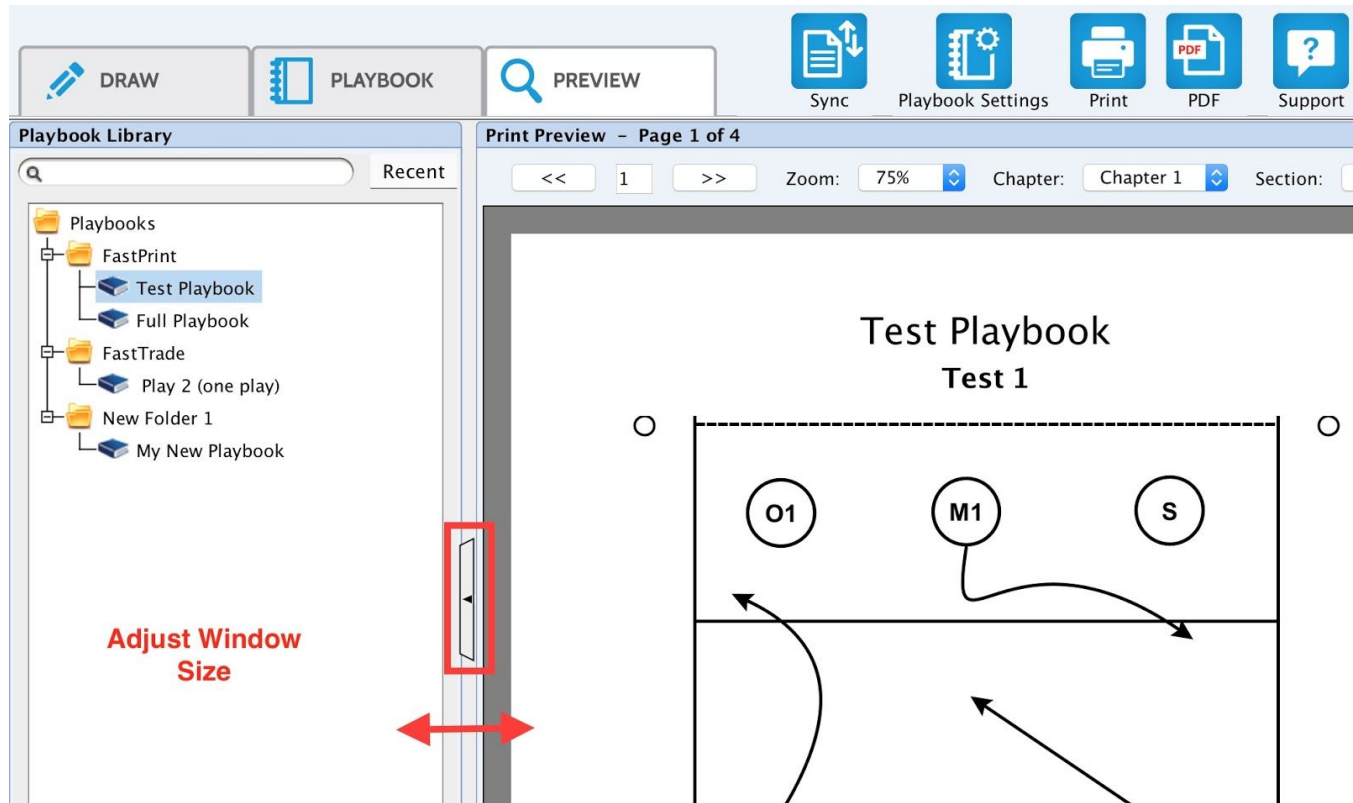 DRAW
PLAYBOOK
PREVIEW
Sync
Playbook Settings
Print
PDF
PDF
?
Support
Playbook Library
Print Preview – Page 1 of 4
Recent
<<
1
>>
Zoom:
75%
Chapter:
Chapter 1
Section:
Playbooks
FastPrint
Test Playbook
Full Playbook
FastTrade
Play 2 (one play)
New Folder 1
My New Playbook
Adjust Window
Size
Test Playbook
Test 1
O1
M1
S